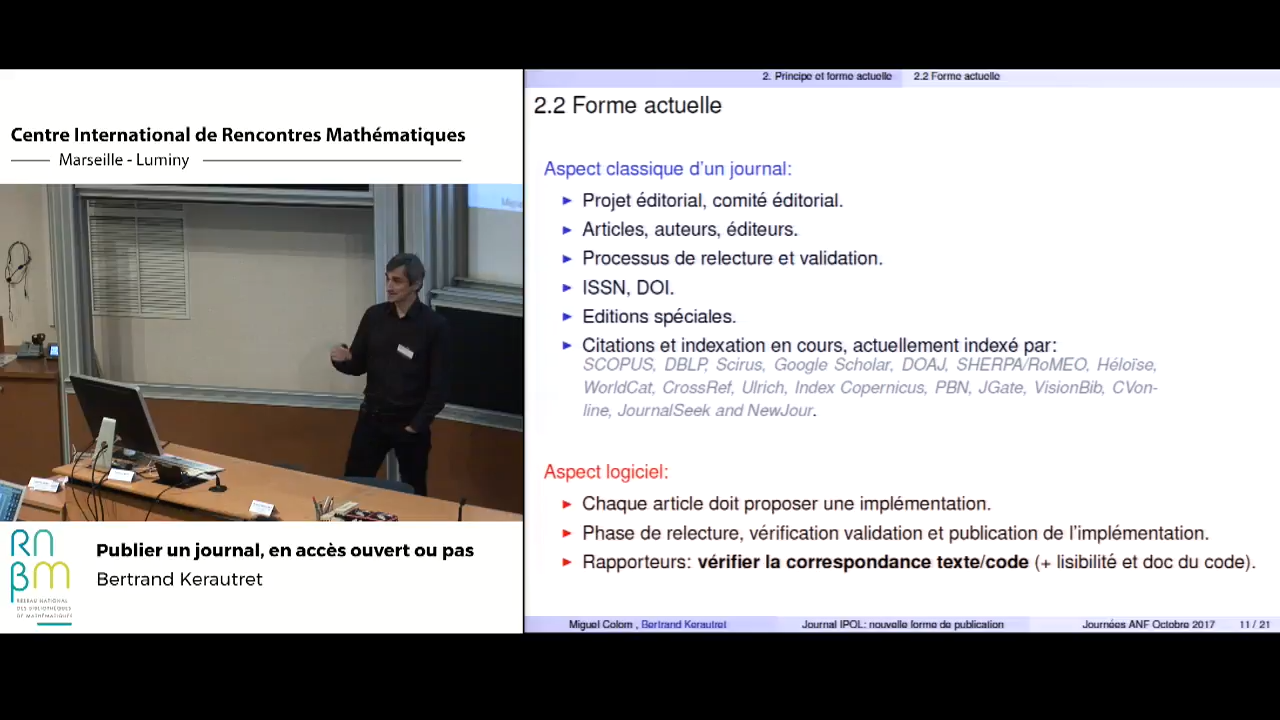 Centre International de Rencontres Mathématiques
Marseille - Luminy
RNBM
RESEAU NATIONAL
DES BIBLIOTHÈQUES
DE MATHÉMATIQUES
Publier un journal, en accès ouvert ou pas
Bertrand Kerautret
2. Principe et forme actuelle 2.2 Forme actuelle
2.2 Forme actuelle
Aspect classique d'un journal:
Projet éditorial, comité éditorial.
Articles, auteurs, éditeurs.
Processus de relecture et validation.
ISSN, DOI.
Editions spéciales.
Citations et indexation en cours, actuellement indexé par:
SCOPUS, DBLP, Scirus, Google Scholar, DOAJ, SHERPA/RoMEO, Héloïse,
WorldCat, CrossRef, Ulrich, Index Copernicus, PBN, JGate, VisionBib, CVon-
line, JournalSeek and NewJour.
Aspect logiciel:
Chaque article doit proposer une implémentation.
Phase de relecture, vérification validation et publication de l'implémentation.
Rapporteurs: vérifier la correspondance texte/code (+ lisibilité et doc du code).
Miguel Colom , Bertrand Kerautret Journal IPOL: nouvelle forme de publication Journées ANF Octobre 2017 11 / 21